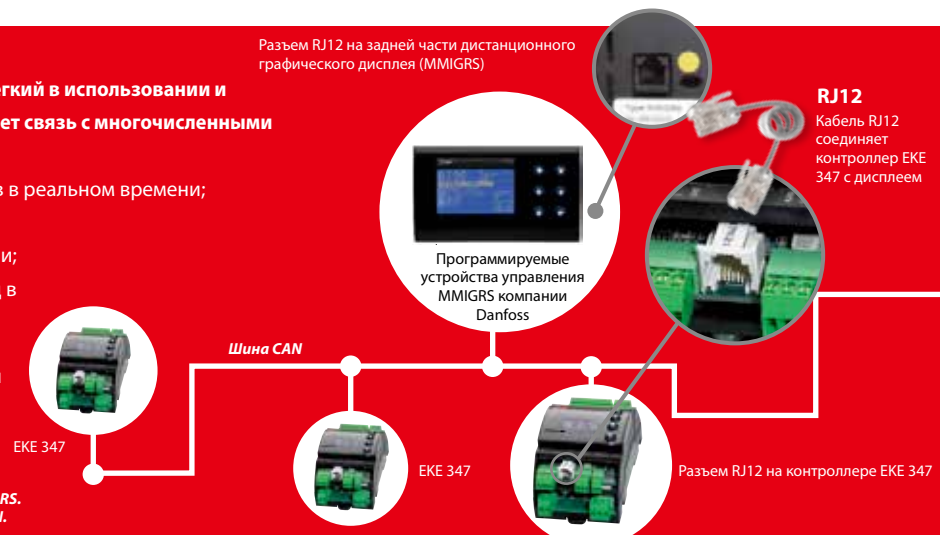 Разъем RJ12 на задней части дистанционного
графического дисплея (MMIGRS)
егкий в использовании и
ет связь с многочисленными
в в реальном времени;
и;
в
RJ12
Кабель RJ12
соединяет
контроллер EKE
347 с дисплеем
Программируемые
устройства управления
MMIGRS компании
Danfoss
Шина CAN
EKE 347
EKE 347
Разъем RJ12 на контроллере EKE 347
RS.